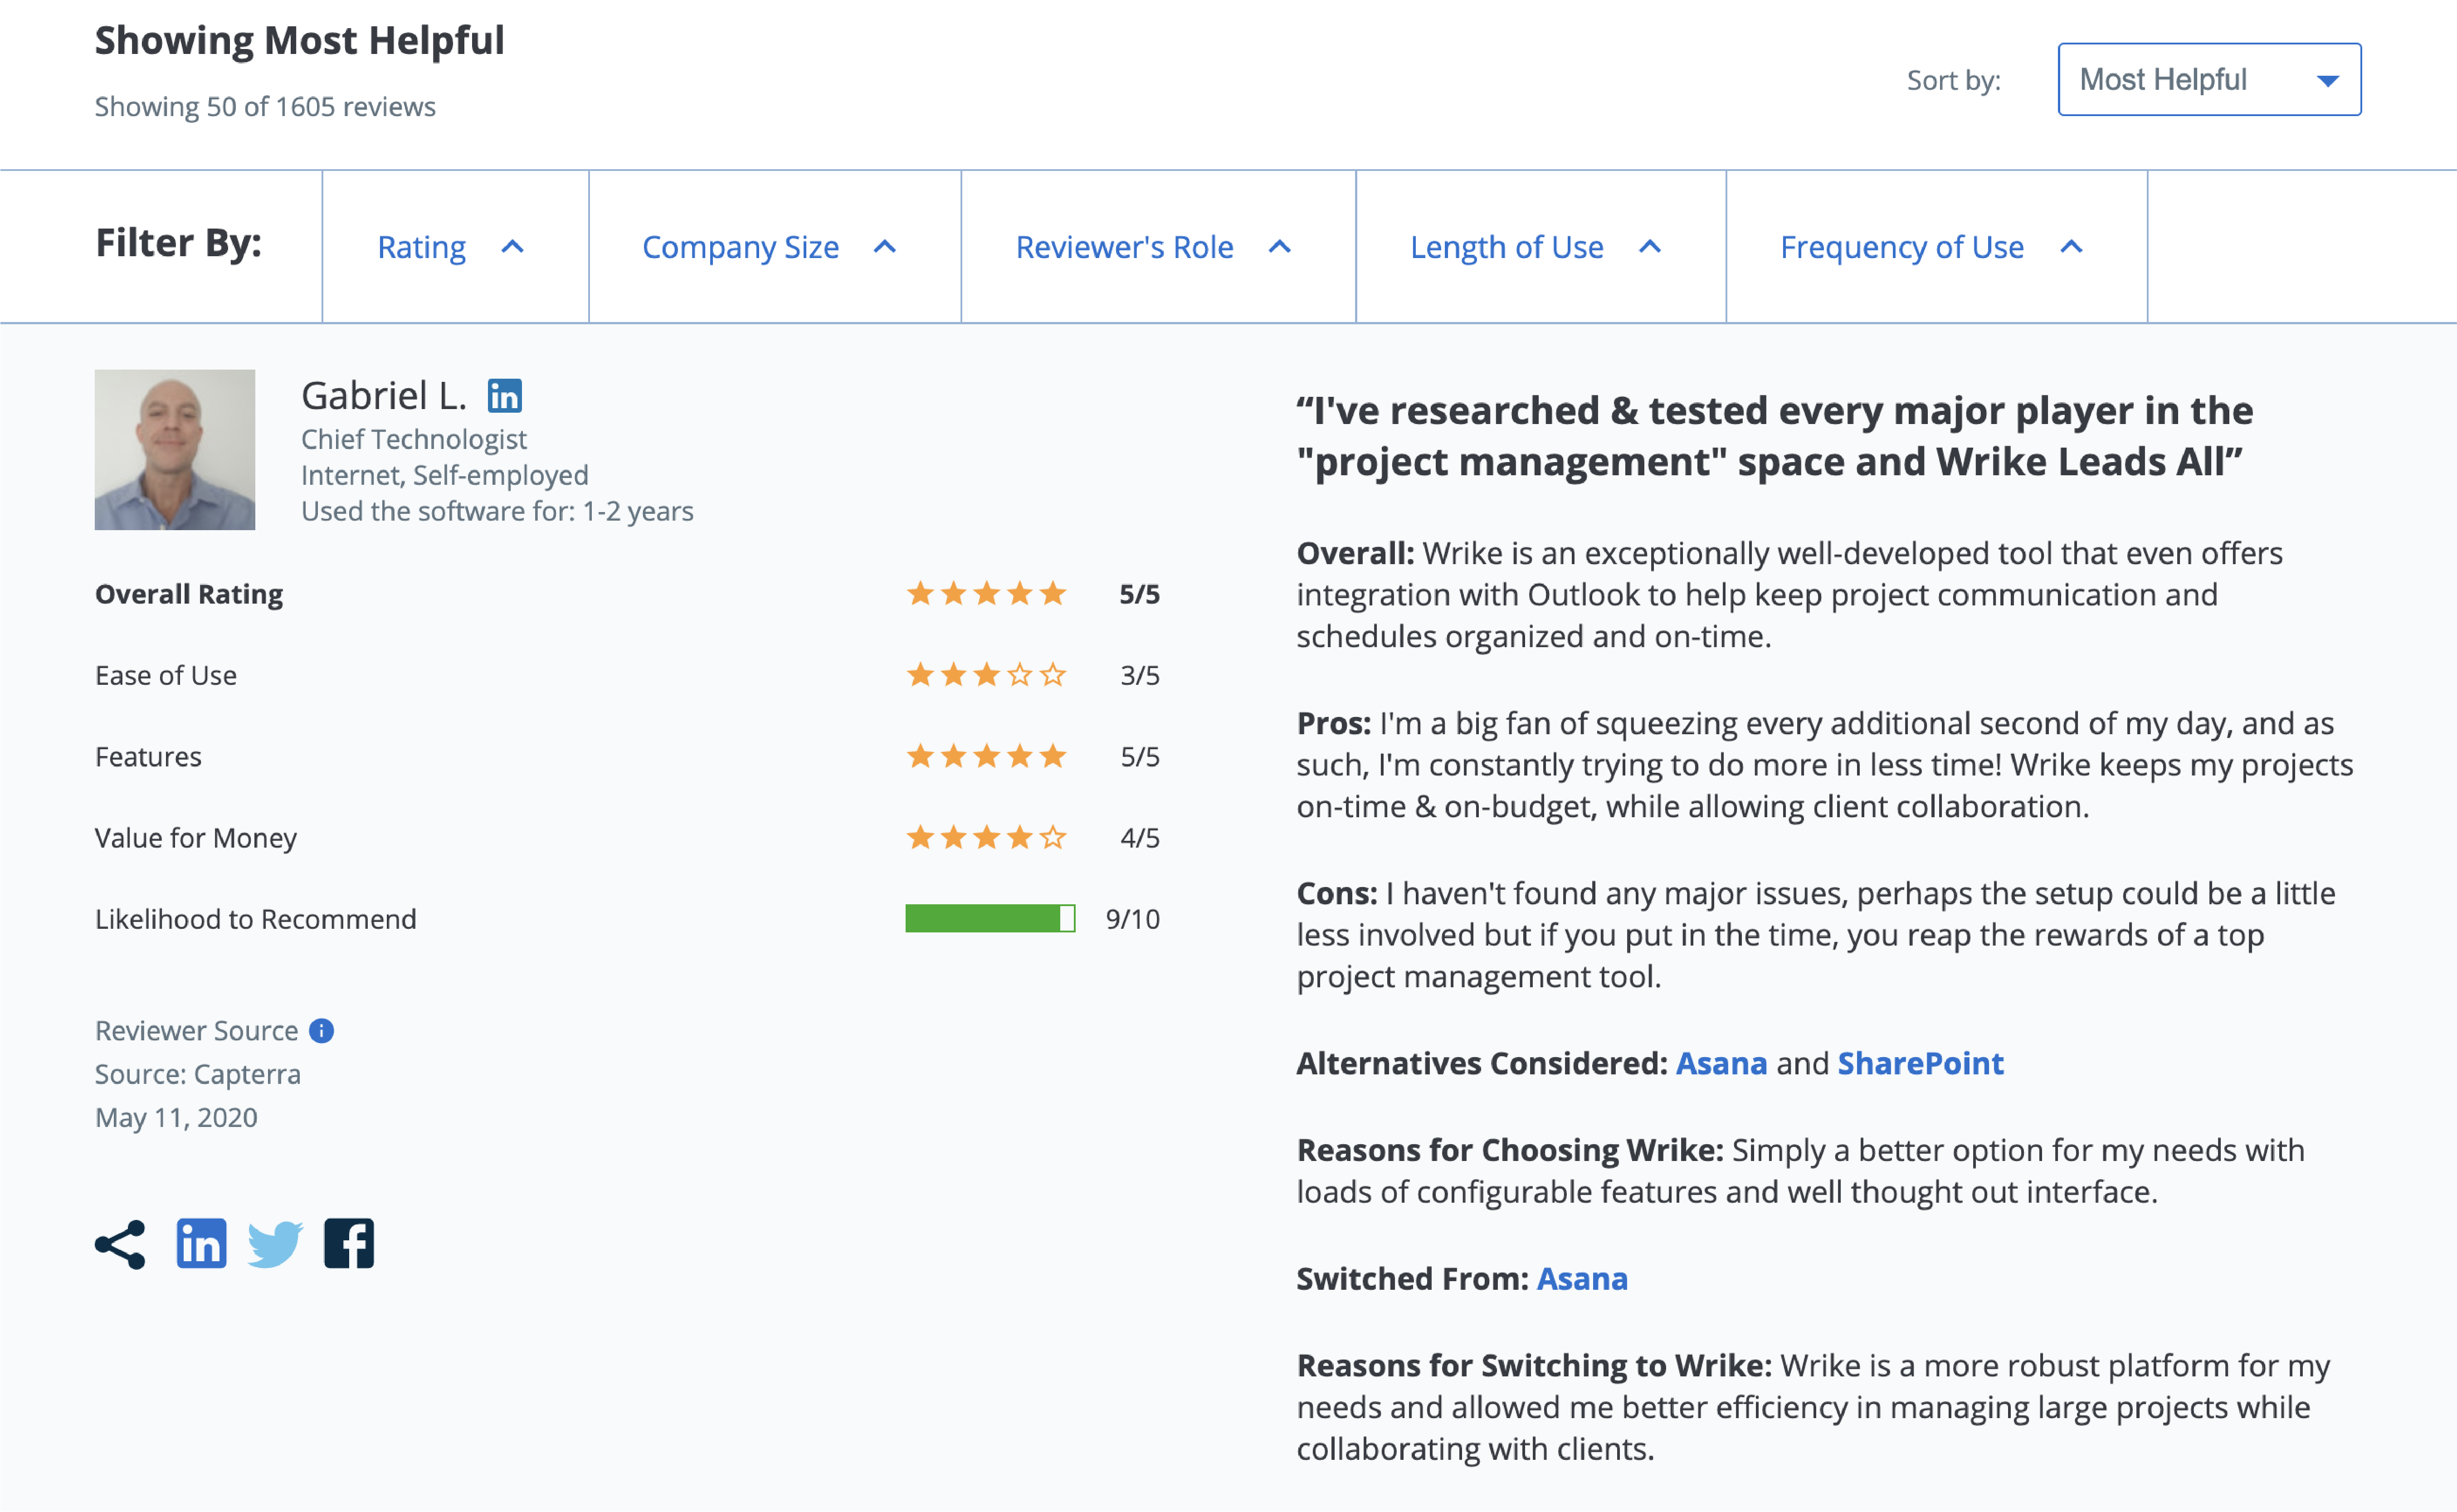 Showing Most Helpful
Showing 50 of 1605 reviews
Sort by:
Most Helpful
Filter By:
Rating
Company Size
Reviewer's Role
Length of Use
Frequency of Use
Gabriel L.
in
Chief Technologist
Internet, Self-employed
Used the software for: 1-2 years
Overall Rating
5/5
Ease of Use
3/5
Features
5/5
Value for Money
4/5
Likelihood to Recommend
9/10
Reviewer Source
i
Source: Capterra
May 11, 2020
in
f
“I've researched & tested every major player in the
"project management" space and Wrike Leads All”
Overall: Wrike is an exceptionally well-developed tool that even offers
integration with Outlook to help keep project communication and
schedules organized and on-time.
Pros: I'm a big fan of squeezing every additional second of my day, and as
such, I'm constantly trying to do more in less time! Wrike keeps my projects
on-time & on-budget, while allowing client collaboration.
Cons: I haven't found any major issues, perhaps the setup could be a little
less involved but if you put in the time, you reap the rewards of a top
project management tool.
Alternatives Considered: Asana and SharePoint
Reasons for Choosing Wrike: Simply a better option for my needs with
loads of configurable features and well thought out interface.
Switched From: Asana
Reasons for Switching to Wrike: Wrike is a more robust platform for my
needs and allowed me better efficiency in managing large projects while
collaborating with clients.